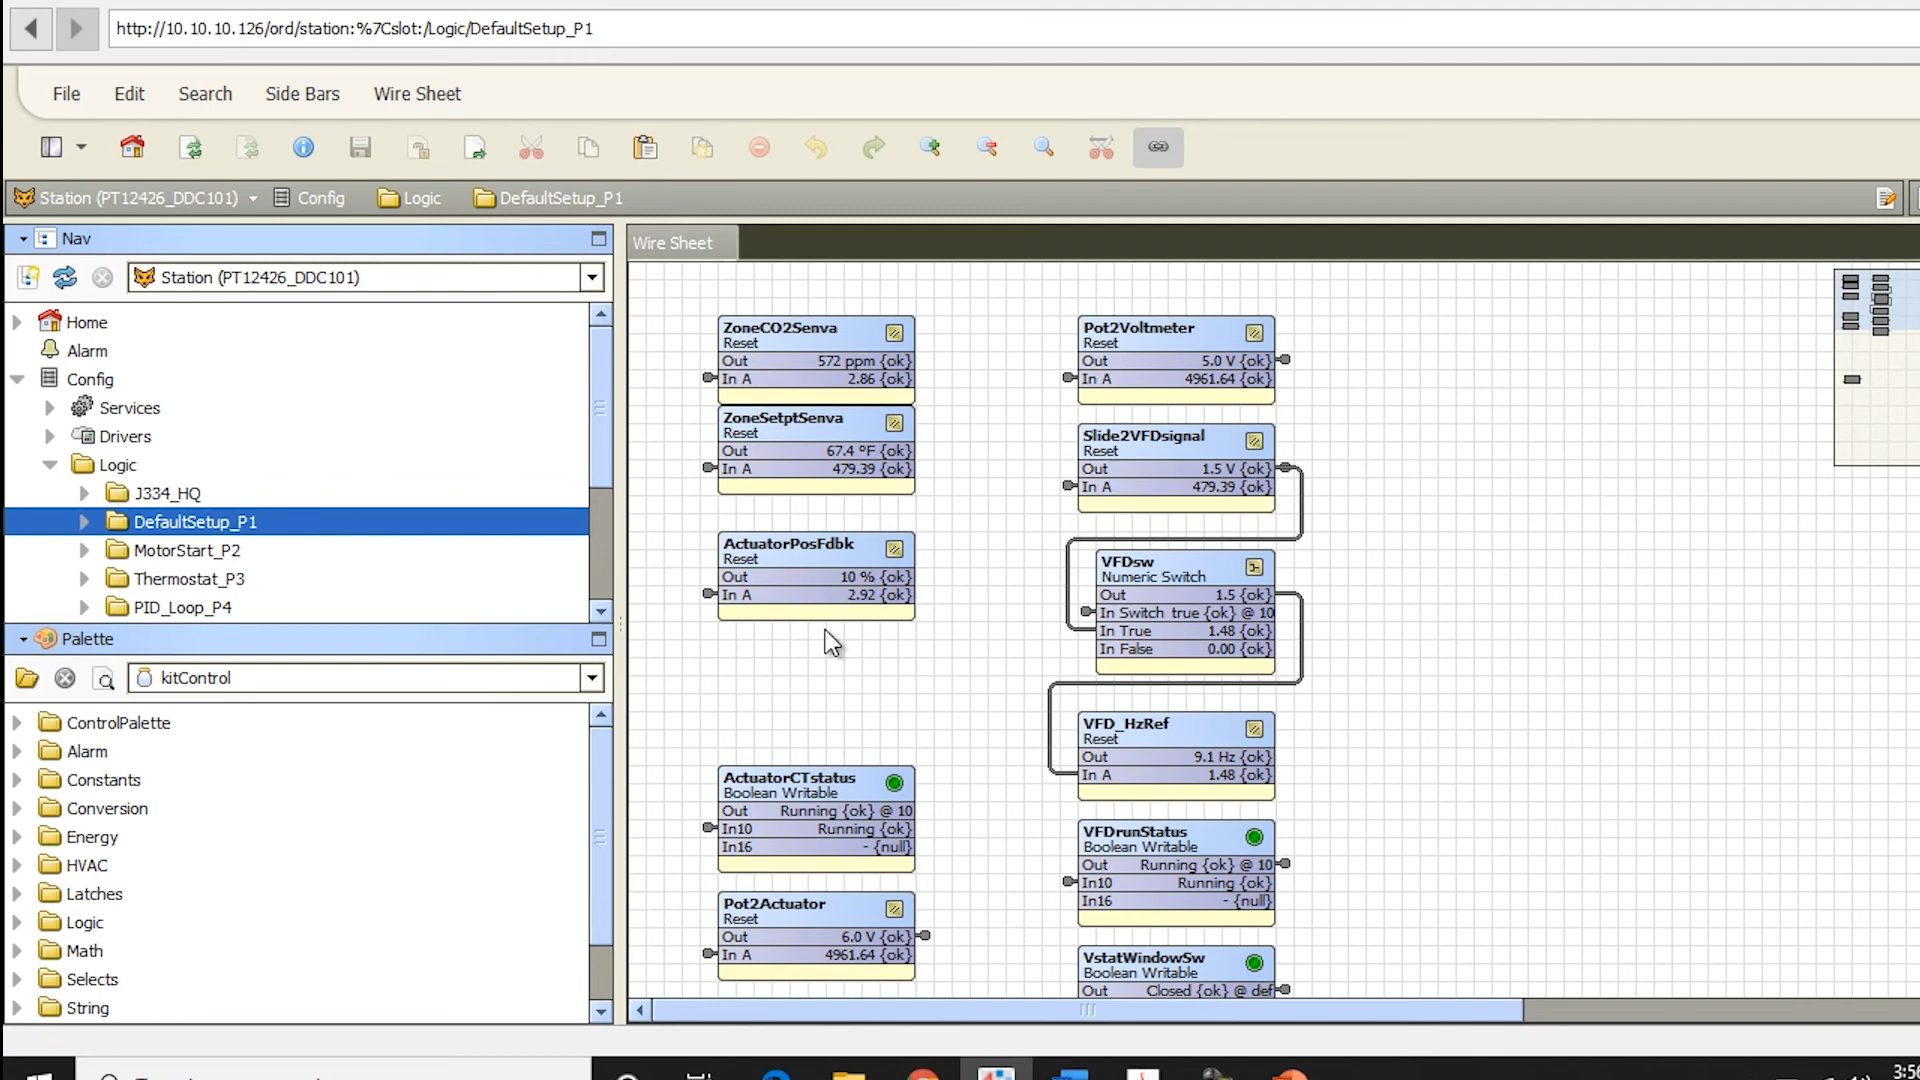 http://10.10.10.126/ord/station:%7Cslot:/Logic/DefaultSetup_P1
File Edit Search Side Bars Wire Sheet
Station (PT12426_DDC101) Config Logic DefaultSetup_P1
Nav
Station (PT12426_DDC101)
Home
Alarm
Config
Services
Drivers
Logic
J334_HQ
DefaultSetup_P1
MotorStart_P2
Thermostat_P3
PID_Loop_P4
Palette
kitControl
ControlPalette
Alarm
Constants
Conversion
Energy
HVAC
Latches
Logic
Math
Selects
String
Wire Sheet
ZoneCO2Senva
Reset
Out 572 ppm {ok}
In A 2.86 {ok}
ZoneSetptSenva
Reset
Out 67.4 °F {ok}
In A 479.39 {ok}
ActuatorPosFdbk
Reset
Out 10 % {ok}
In A 2.92 {ok}
ActuatorCTstatus
Boolean Writable
Out Running {ok} @ 10
In10 Running {ok}
In16 - {null}
Pot2Actuator
Reset
Out 6.0 V {ok}
In A 4961.64 {ok}
Pot2Voltmeter
Reset
Out 5.0 V {ok}
In A 4961.64 {ok}
Slide2VFDsignal
Reset
Out 1.5 V {ok}
In A 479.39 {ok}
VFDsw
Numeric Switch
Out 1.5 {ok}
In Switch true {ok} @ 10
In True 1.48 {ok}
In False 0.00 {ok}
VFD_HzRef
Reset
Out 9.1 Hz {ok}
In A 1.48 {ok}
VFDrunStatus
Boolean Writable
Out Running {ok} @ 10
In10 Running {ok}
In16 - {null}
VstatWindowSw
Boolean Writable
Out Closed {ok} @ def